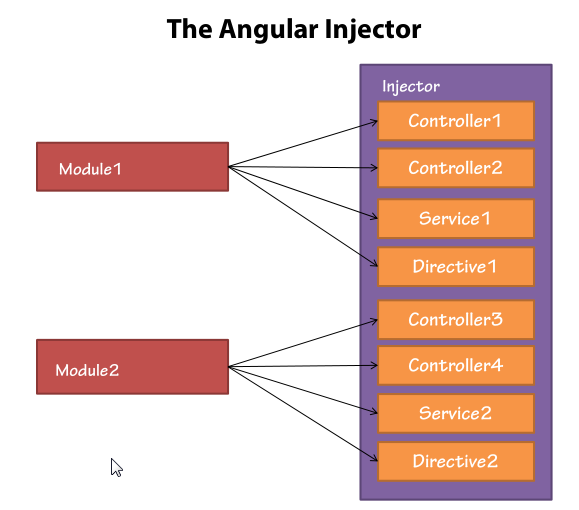 The Angular Injector
Injector
Controller1
Module1
Controller2
Service1
Directive1
Controller3
Module2
Controller4
Service2
Directive2